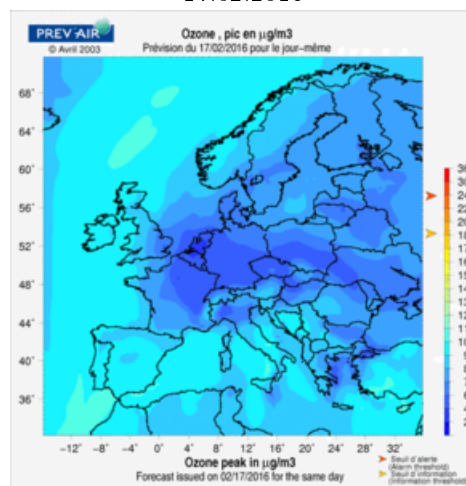 PREV'AIR
© Avril 2003
Ozone , pic en µg/m3
Prévision du 17/02/2016 pour le jour-même
68°
64°
60°
56°
52°
48°
44°
40°
36°
−12° −8° −4° 0° 4° 8° 12° 16° 20° 24° 28° 32°
Ozone peak in µg/m3
Forecast issued on 02/17/2016 for the same day
Seuil d'alerte
(Alarm threshold)
Seuil d'information
(Information threshold)